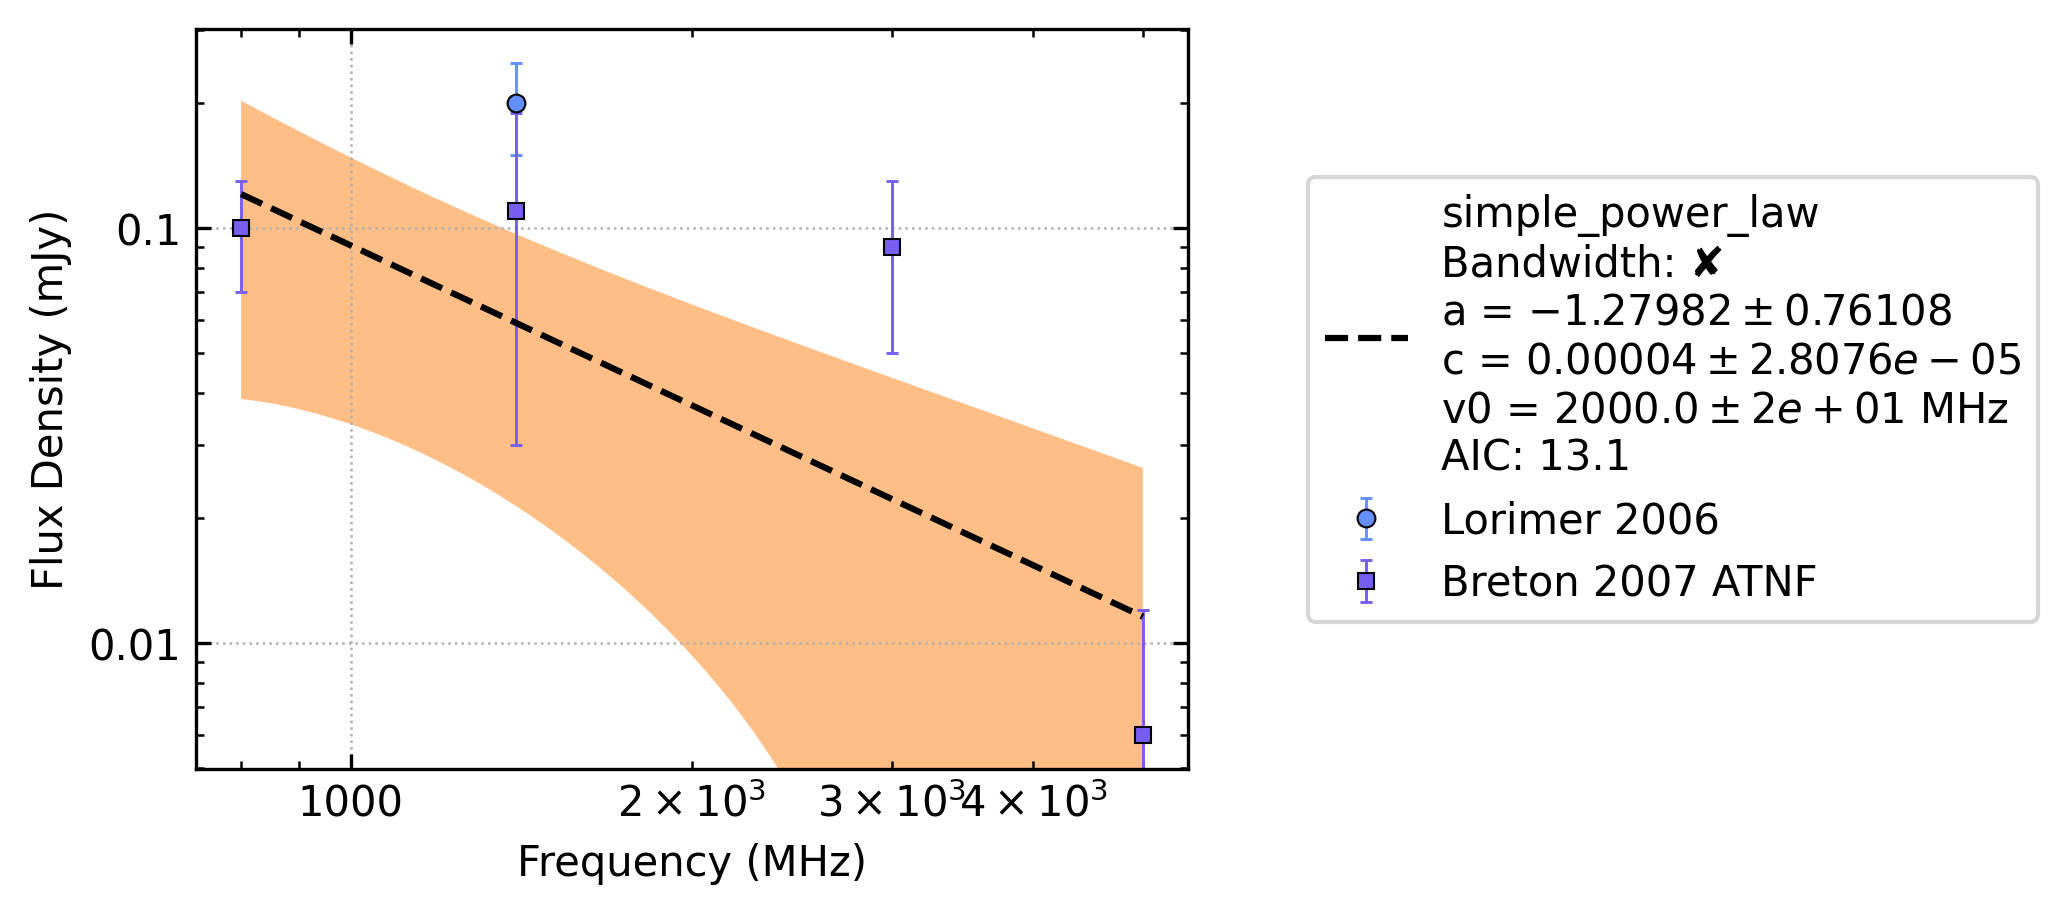 0.1
0.01
Flux Density (mJy)
1000
2 × 10³
3 × 10³
4 × 10³
Frequency (MHz)
simple_power_law
Bandwidth: ✘
a = −1.27982 ± 0.76108
c = 0.00004 ± 2.8076e − 05
v0 = 2000.0 ± 2e + 01 MHz
AIC: 13.1
Lorimer 2006
Breton 2007 ATNF